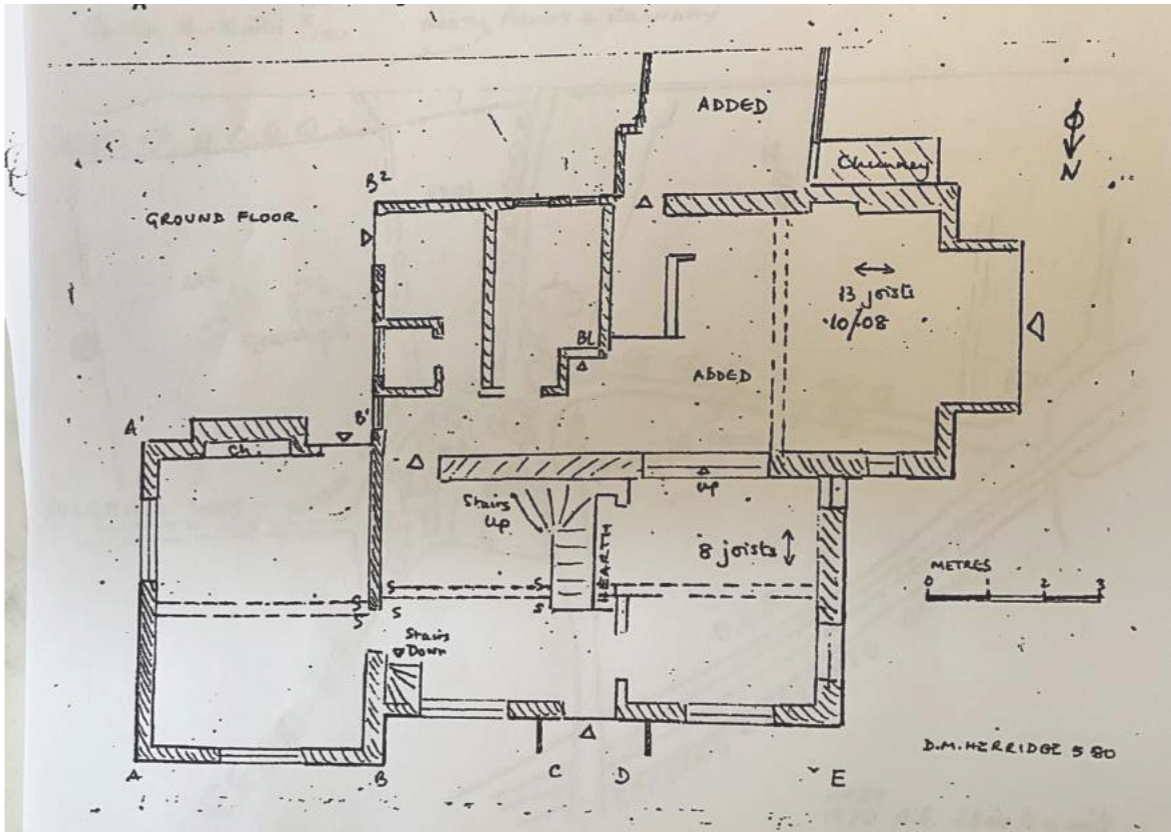 ADDED
Chimney
N
B2
GROUND FLOOR
13 joists
10/.08
BL
ADDED
A'
B'
Ch.
Stairs
Up
UP
HEARTH
8 joists
METRES
0 1 2 3
S S
S S S S
Stairs
Down
D.M.HERRIDGE 5 80
A B C D E